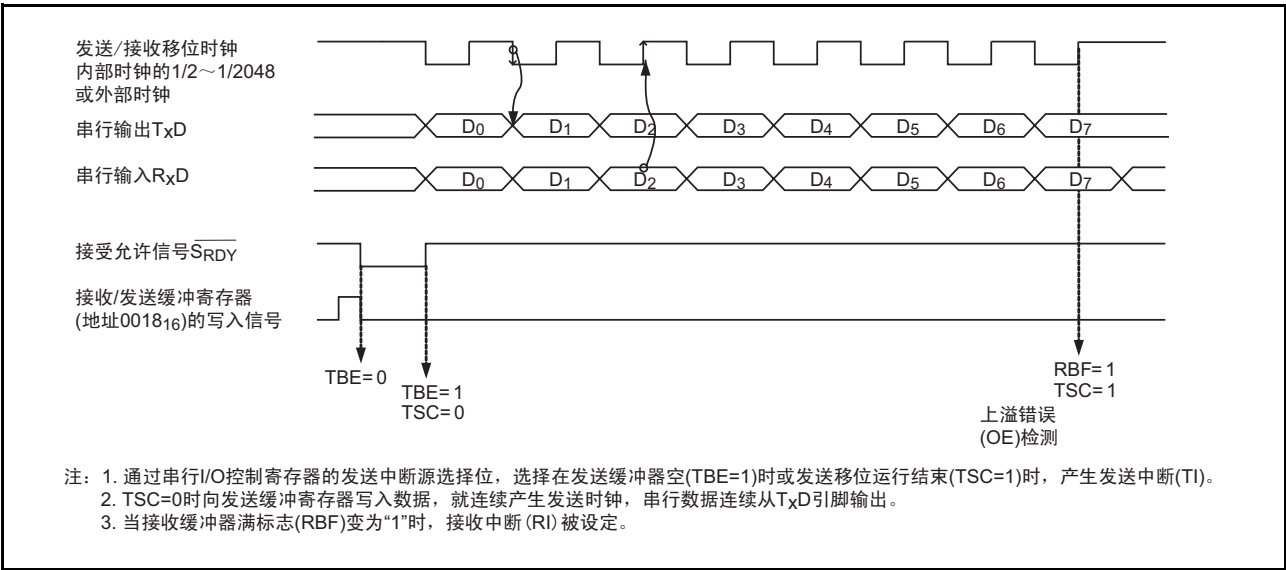 发送/接收移位时钟
内部时钟的1/2～1/2048
或外部时钟
串行输出TxD
D0 D1 D2 D3 D4 D5 D6 D7
串行输入RxD
D0 D1 D2 D3 D4 D5 D6 D7
接受允许信号SRDY
接收/发送缓冲寄存器
(地址001816)的写入信号
TBE=0
TBE=1
TSC=0
RBF=1
TSC=1
上溢错误
(OE)检测
注：1. 通过串行I/O控制寄存器的发送中断源选择位，选择在发送缓冲器空(TBE=1)时或发送移位运行结束(TSC=1)时，产生发送中断(TI)。
2. TSC=0时向发送缓冲寄存器写入数据，就连续产生发送时钟，串行数据连续从TxD引脚输出。
3. 当接收缓冲器满标志(RBF)变为“1”时，接收中断（RI）被设定。